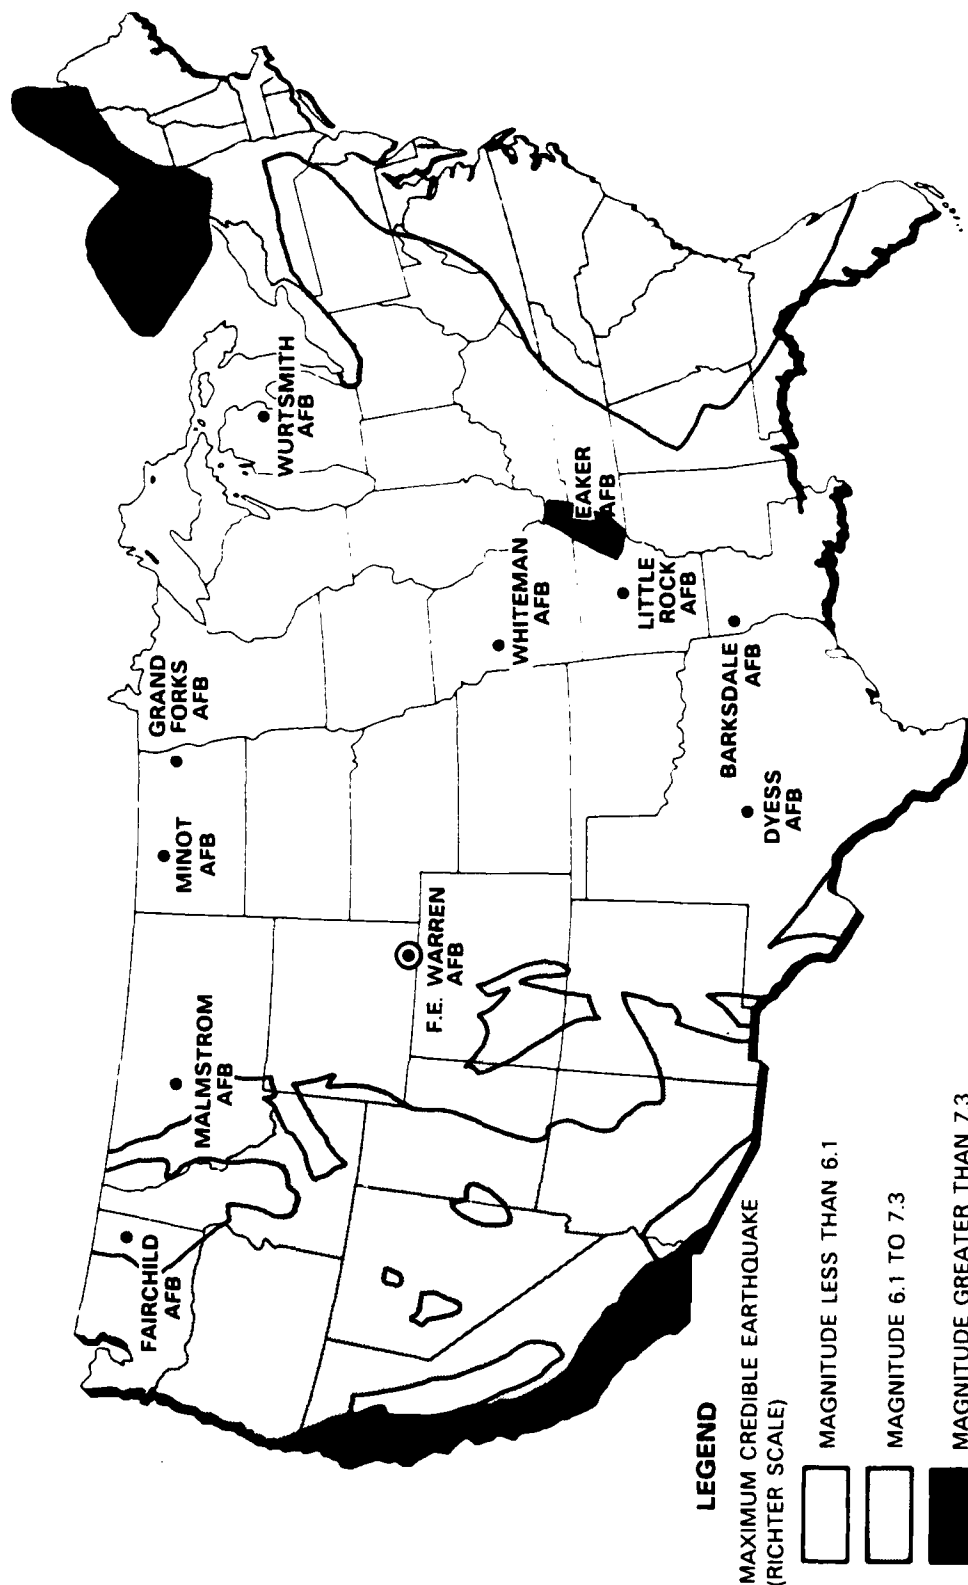 FAIRCHILD
AFB
MALMSTROM
AFB
MINOT
AFB
GRAND
FORKS
AFB
WURTSMITH
AFB
F.E. WARREN
AFB
WHITEMAN
AFB
EAKER
AFB
LITTLE
ROCK
AFB
BARKSDALE
AFB
DYESS
AFB
LEGEND
MAXIMUM CREDIBLE EARTHQUAKE
(RICHTER SCALE)
MAGNITUDE LESS THAN 6.1
MAGNITUDE 6.1 TO 7.3
MAGNITUDE GREATER THAN 7.3